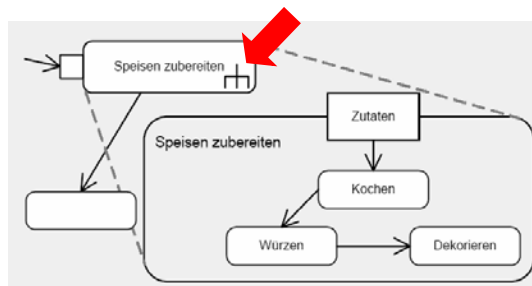 Speisen zubereiten
Zutaten
Speisen zubereiten
Kochen
Würzen
Dekorieren